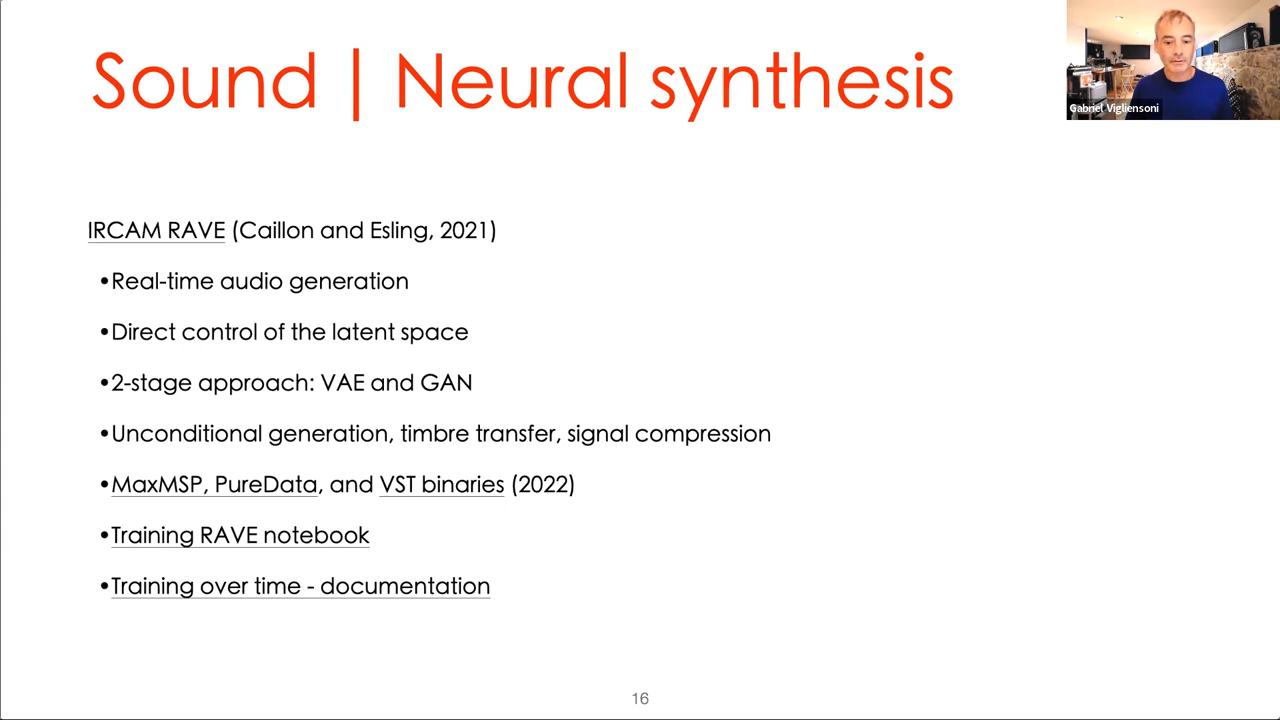 Sound | Neural synthesis
Gabriel Vigliensoni
IRCAM RAVE (Caillon and Esling, 2021)
•Real-time audio generation
•Direct control of the latent space
•2-stage approach: VAE and GAN
•Unconditional generation, timbre transfer, signal compression
•MaxMSP, PureData, and VST binaries (2022)
•Training RAVE notebook
•Training over time - documentation
16